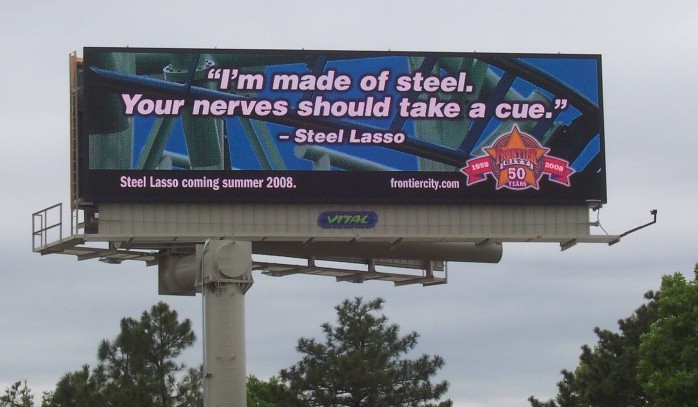 “I'm made of steel.
Your nerves should take a cue.”
– Steel Lasso
Steel Lasso coming summer 2008.
frontiercity.com
FRONTIER
CITY
1958
50
2008
YEARS
VITAL